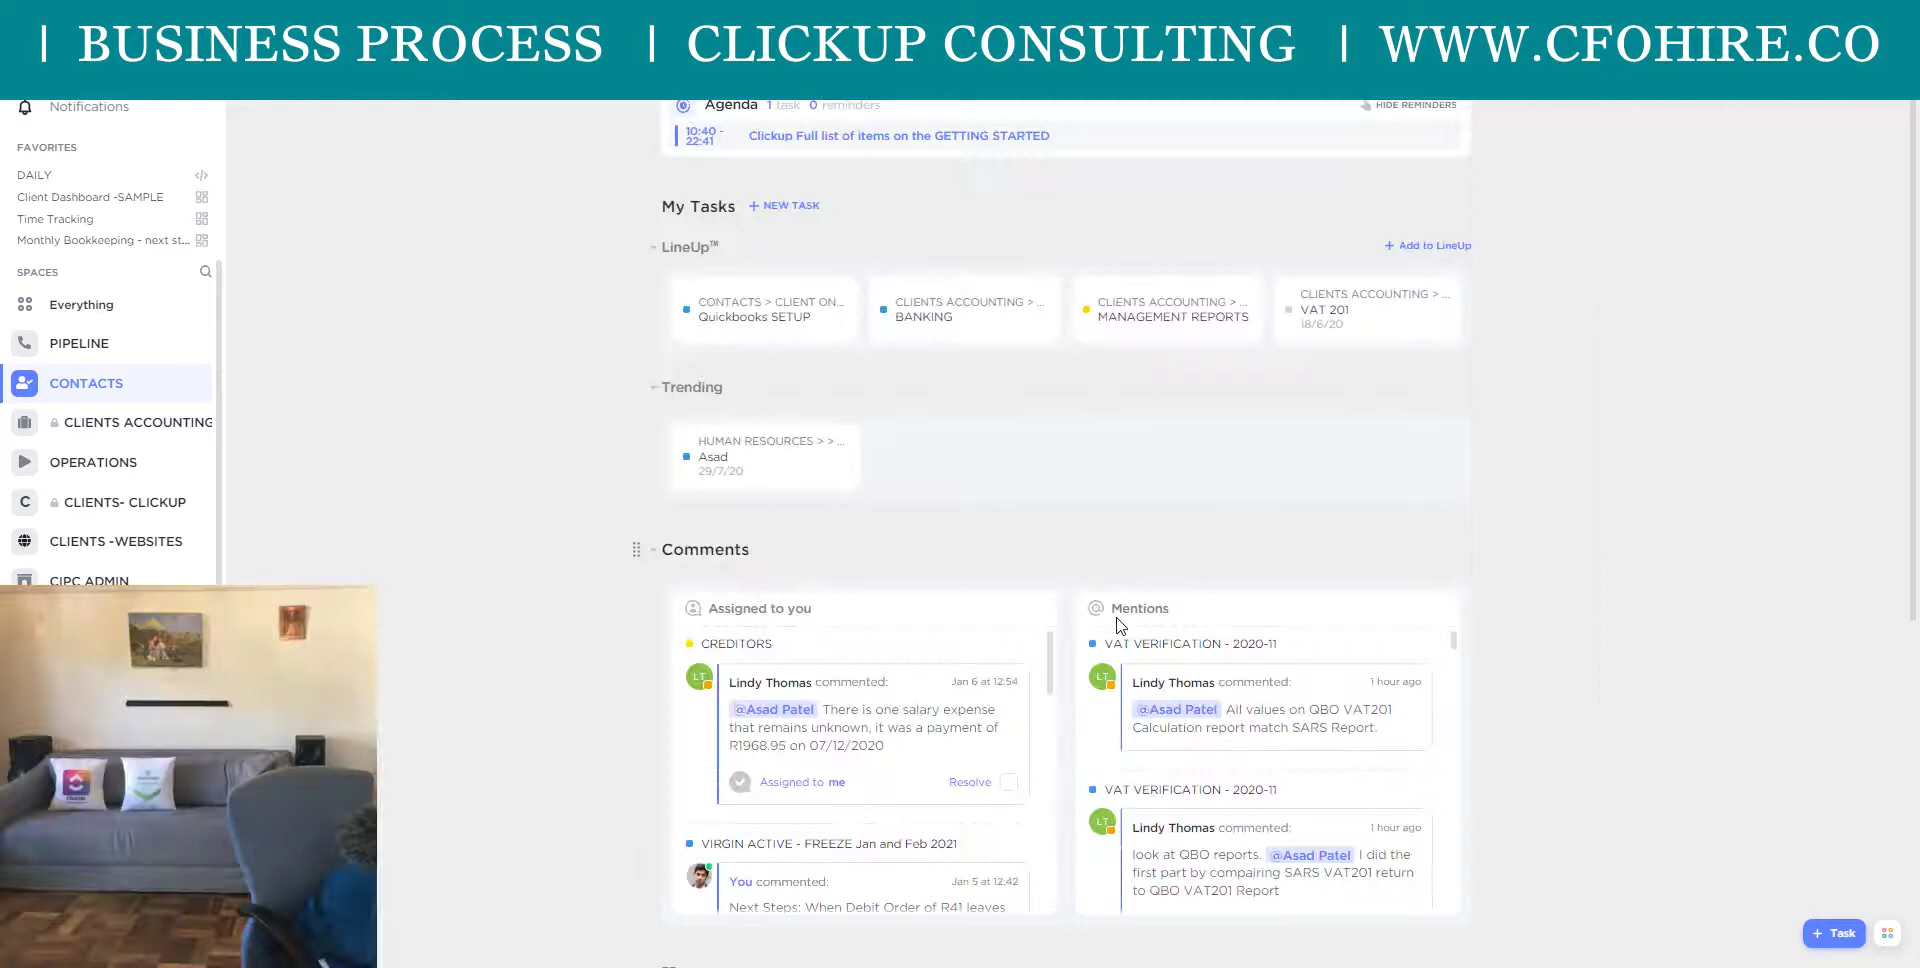 | BUSINESS PROCESS | CLICKUP CONSULTING | WWW.CFOHIRE.CO
Notifications
FAVORITES
DAILY
Client Dashboard -SAMPLE
Time Tracking
Monthly Bookkeeping - next st...
SPACES
Everything
PIPELINE
CONTACTS
CLIENTS ACCOUNTING
OPERATIONS
C CLIENTS- CLICKUP
CLIENTS -WEBSITES
CIPC ADMIN
Agenda 1 task 0 reminders
HIDE REMINDERS
10:40 -
22:41
Clickup Full list of items on the GETTING STARTED
My Tasks + NEW TASK
LineUp™
+ Add to LineUp
CONTACTS > CLIENT ON...
Quickbooks SETUP
CLIENTS ACCOUNTING > ...
BANKING
CLIENTS ACCOUNTING > ...
MANAGEMENT REPORTS
CLIENTS ACCOUNTING > ...
VAT 201
18/6/20
Trending
HUMAN RESOURCES > > ...
Asad
29/7/20
Comments
Assigned to you
CREDITORS
LT
Lindy Thomas commented:
Jan 6 at 12:54
@Asad Patel There is one salary expense
that remains unknown, it was a payment of
R1968.95 on 07/12/2020
Assigned to me
Resolve
VIRGIN ACTIVE - FREEZE Jan and Feb 2021
You commented:
Jan 5 at 12:42
Next Steps: When Debit Order of R41 leaves
Mentions
VAT VERIFICATION - 2020-11
LT
Lindy Thomas commented:
1 hour ago
@Asad Patel All values on QBO VAT201
Calculation report match SARS Report.
VAT VERIFICATION - 2020-11
LT
Lindy Thomas commented:
1 hour ago
look at QBO reports. @Asad Patel I did the
first part by compairing SARS VAT201 return
to QBO VAT201 Report
+ Task